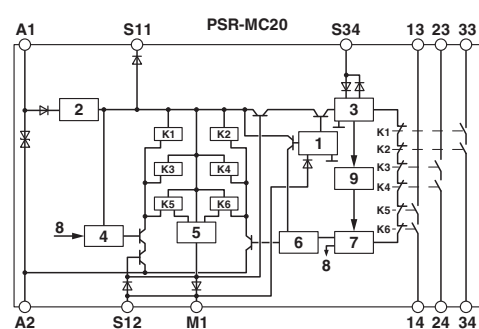 PSR-MC20
A1 S11 S34 13 23 33
2
K1 K2 1 3
K1
K2
K3 K4 9 K3
K4
K5 K6 K5
8 4 5 6 7 K6
8
A2 S12 M1 14 24 34